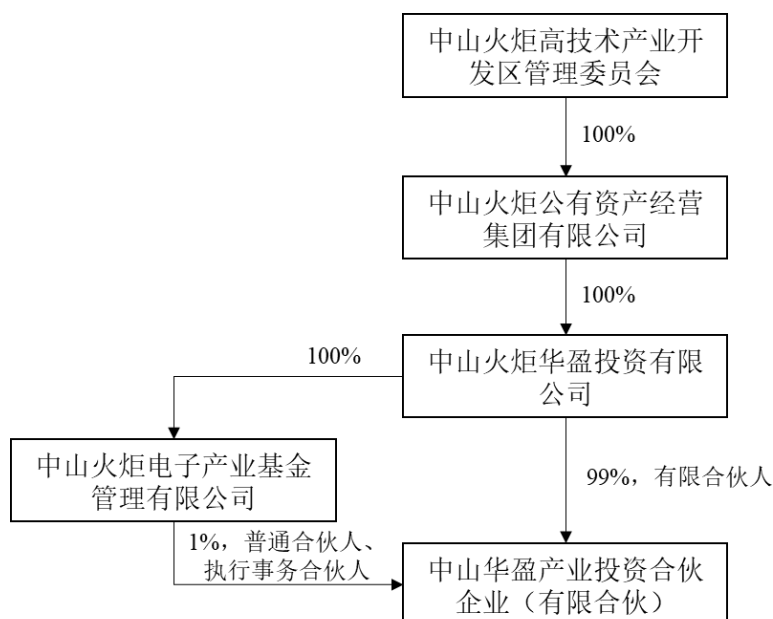 中山火炬高技术产业开
发区管理委员会
100%
中山火炬公有资产经营
集团有限公司
100%
中山火炬华盈投资有限
公司
100%
中山火炬电子产业基金
管理有限公司
99%，有限合伙人
1%，普通合伙人、
执行事务合伙人
中山华盈产业投资合伙
企业（有限合伙）